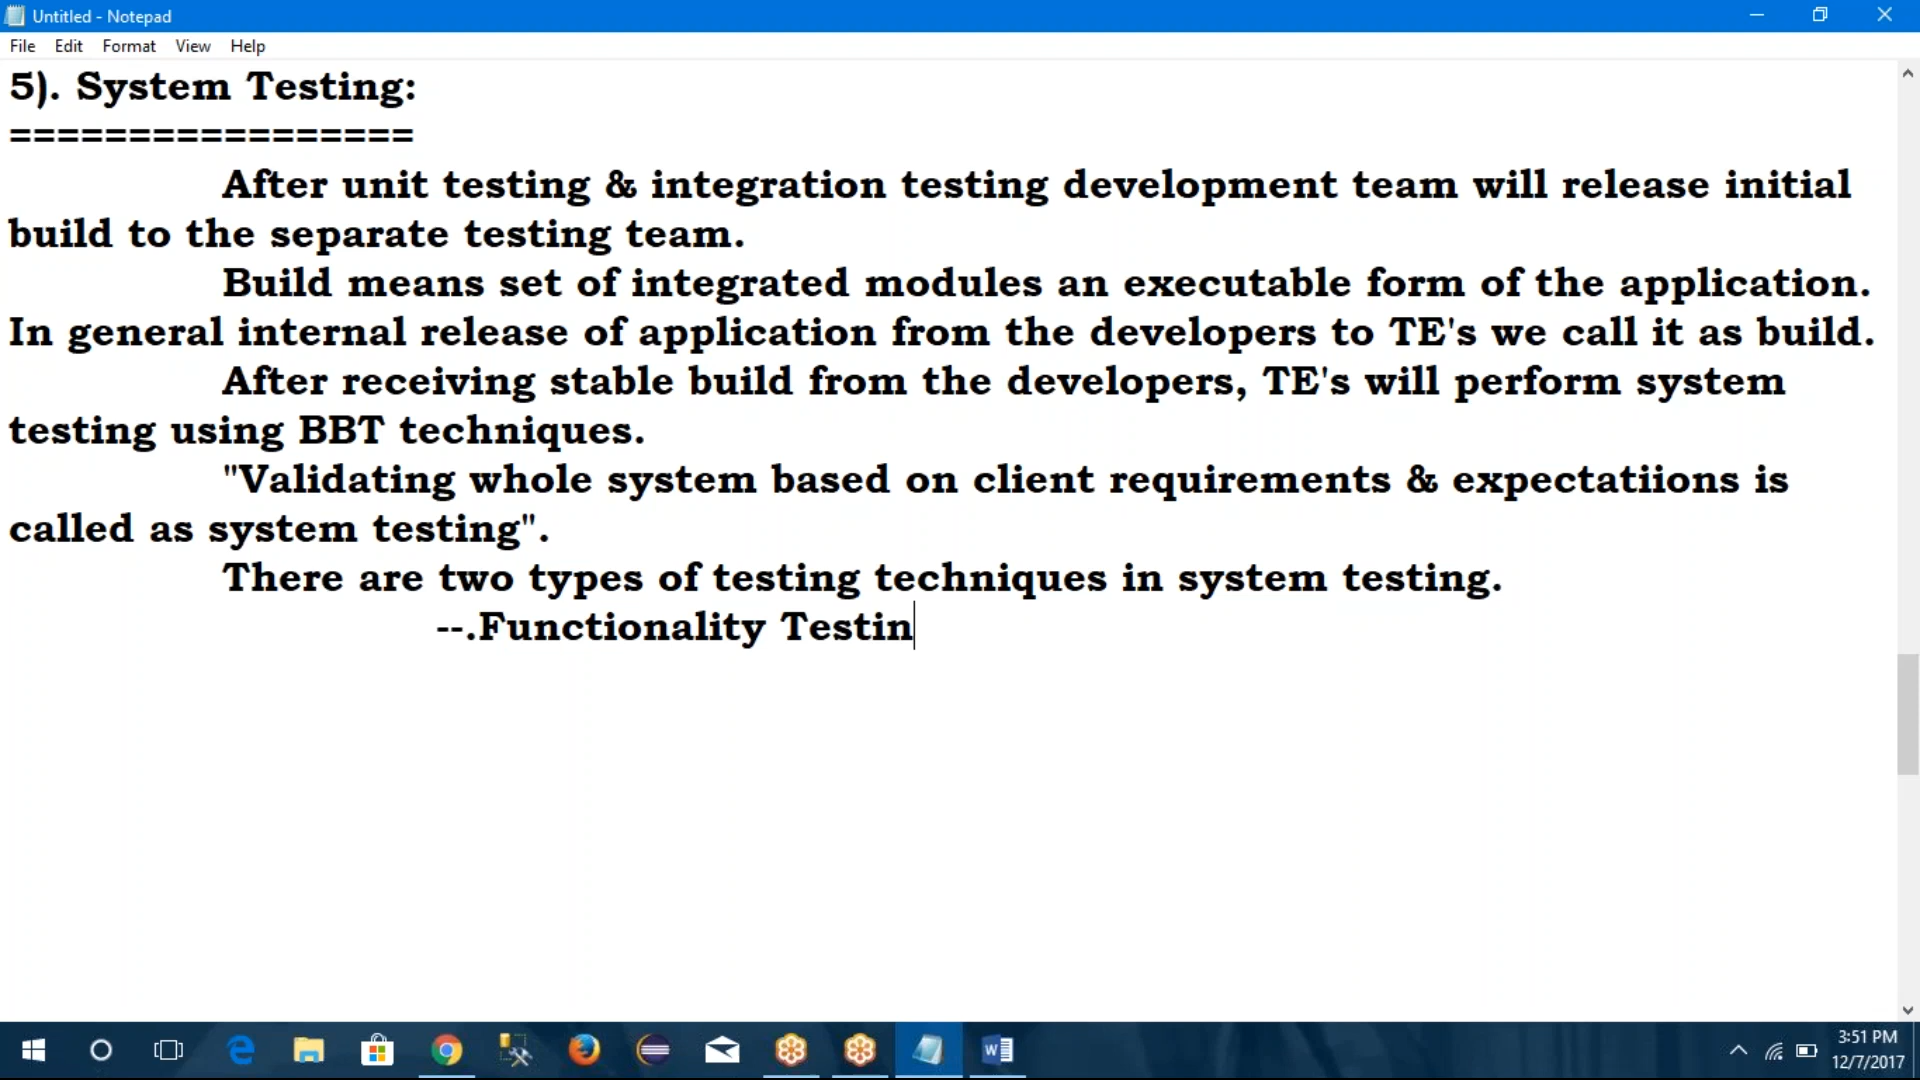 Untitled - Notepad
File Edit Format View Help
5). System Testing:
=================
After unit testing & integration testing development team will release initial
build to the separate testing team.
Build means set of integrated modules an executable form of the application.
In general internal release of application from the developers to TE's we call it as build.
After receiving stable build from the developers, TE's will perform system
testing using BBT techniques.
"Validating whole system based on client requirements & expectatiions is
called as system testing".
There are two types of testing techniques in system testing.
--.Functionality Testin
3:51 PM
12/7/2017